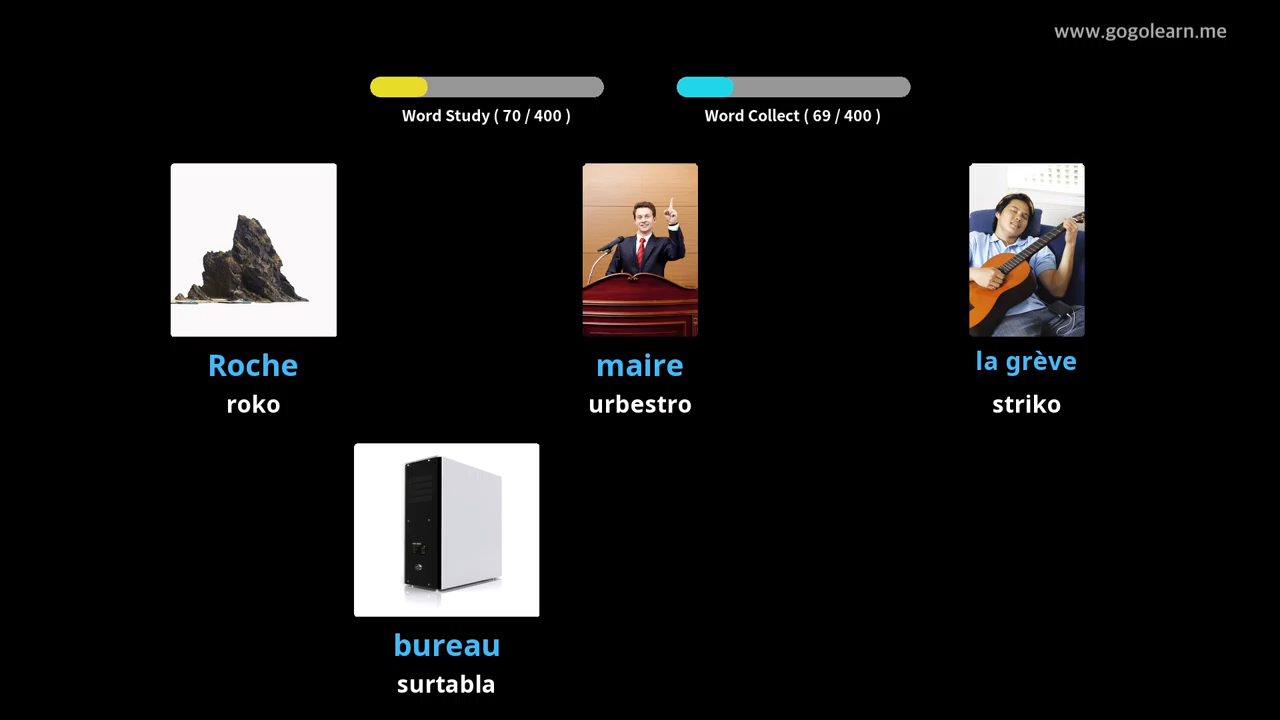 www.gogolearn.me
Word Study ( 70 / 400 )
Word Collect ( 69 / 400 )
Roche
roko
maire
urbestro
la grève
striko
bureau
surtabla